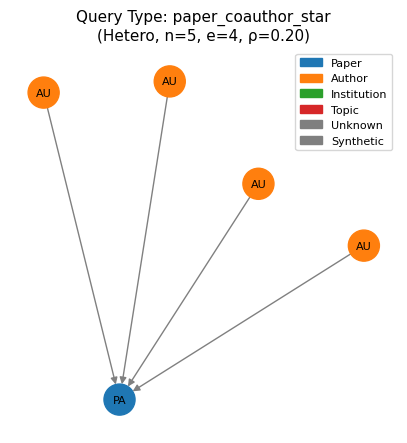 Query Type: paper_coauthor_star
(Hetero, n=5, e=4, ρ=0.20)
Paper
Author
Institution
Topic
Unknown
Synthetic
AU
AU
AU
AU
PA